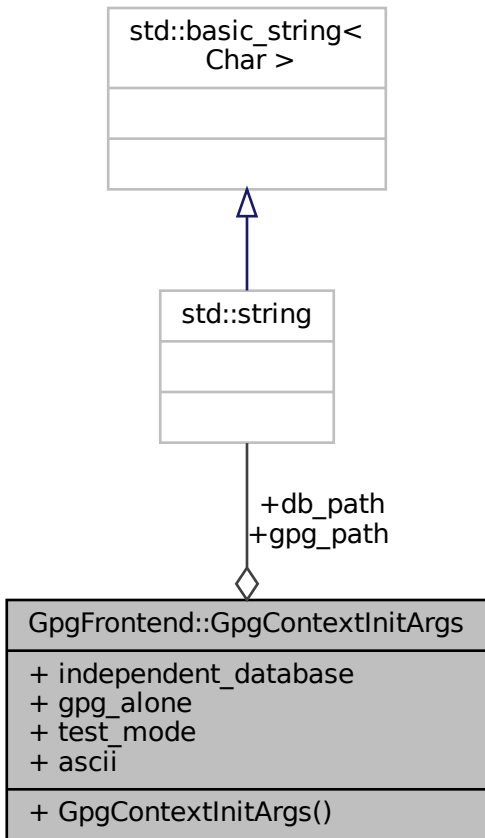 std::basic_string<
Char >
std::string
+db_path
+gpg_path
GpgFrontend::GpgContextInitArgs
+ independent_database
+ gpg_alone
+ test_mode
+ ascii
+ GpgContextInitArgs()